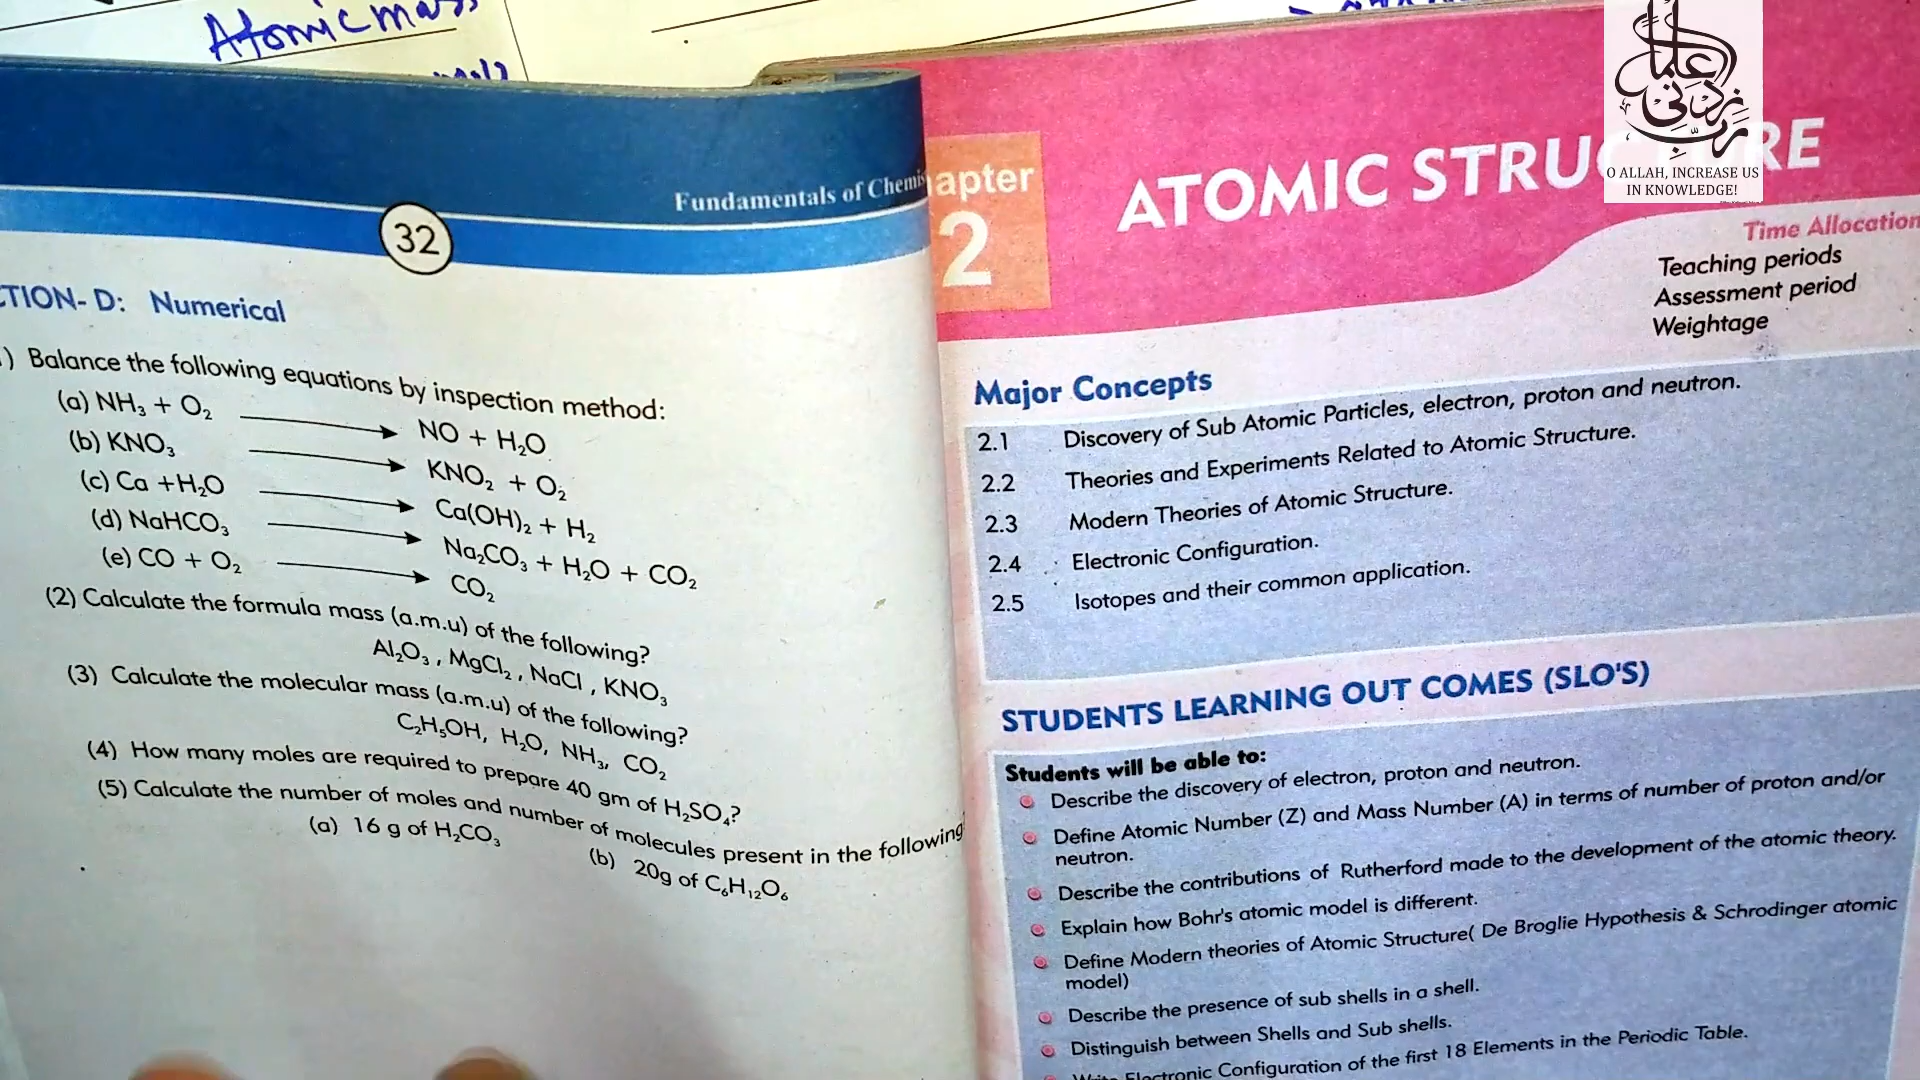 Atomic mass
Fundamentals of Chemis
32
CTION- D: Numerical
) Balance the following equations by inspection method:
(a) NH₃ + O₂ → NO + H₂O
(b) KNO₃ → KNO₂ + O₂
(c) Ca +H₂O → Ca(OH)₂ + H₂
(d) NaHCO₃ → Na₂CO₃ + H₂O + CO₂
(e) CO + O₂ → CO₂
(2) Calculate the formula mass (a.m.u) of the following?
Al₂O₃ , MgCl₂ , NaCl , KNO₃
(3) Calculate the molecular mass (a.m.u) of the following?
C₂H₅OH, H₂O, NH₃, CO₂
(4) How many moles are required to prepare 40 gm of H₂SO₄?
(5) Calculate the number of moles and number of molecules present in the following
(a) 16 g of H₂CO₃
(b) 20g of C₆H₁₂O₆
apter
2
ATOMIC STRUC RE
رَبِّ زِدْنِي عِلْمًا
O ALLAH, INCREASE US
IN KNOWLEDGE!
Time Allocation
Teaching periods
Assessment period
Weightage
Major Concepts
2.1 Discovery of Sub Atomic Particles, electron, proton and neutron.
2.2 Theories and Experiments Related to Atomic Structure.
2.3 Modern Theories of Atomic Structure.
2.4 Electronic Configuration.
2.5 Isotopes and their common application.
STUDENTS LEARNING OUT COMES (SLO'S)
Students will be able to:
Describe the discovery of electron, proton and neutron.
Define Atomic Number (Z) and Mass Number (A) in terms of number of proton and/or
neutron.
Describe the contributions of Rutherford made to the development of the atomic theory.
Explain how Bohr's atomic model is different.
Define Modern theories of Atomic Structure( De Broglie Hypothesis & Schrodinger atomic
model)
Describe the presence of sub shells in a shell.
Distinguish between Shells and Sub shells.
Write Electronic Configuration of the first 18 Elements in the Periodic Table.